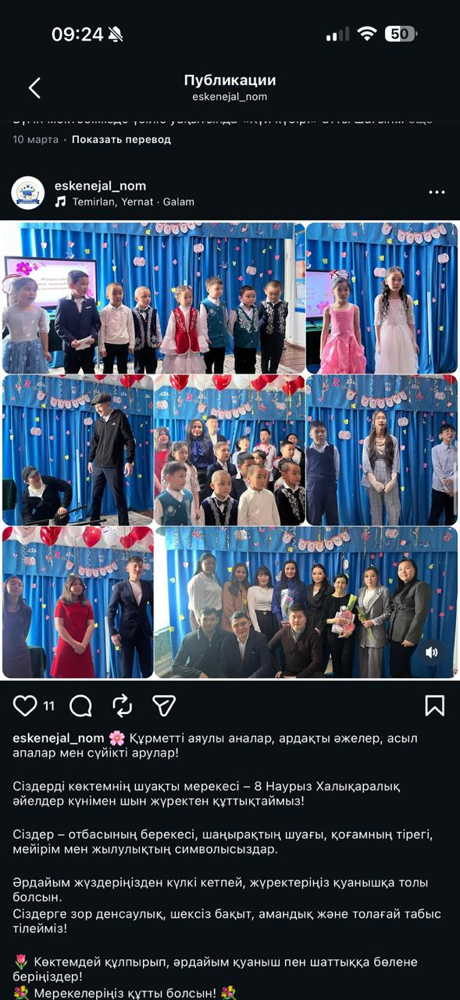 09:24
50
Публикации
eskenejal_nom
10 марта · Показать перевод
eskenejal_nom
Temirlan, Yernat · Galam
11
eskenejal_nom 🌸 Құрметті аяулы аналар, ардақты әжелер, асыл
апалар мен сүйікті арулар!
Сіздерді көктемнің шуақты мерекесі – 8 Наурыз Халықаралық
әйелдер күнімен шын жүректен құттықтаймыз!
Сіздер – отбасының берекесі, шаңырақтың шуағы, қоғамның тірегі,
мейірім мен жылулықтың символысыздар.
Әрдайым жүздеріңізден күлкі кетпей, жүректеріңіз қуанышқа толы
болсын.
Сіздерге зор денсаулық, шексіз бақыт, амандық және толағай табыс
тілейміз!
🌷 Көктемдей құлпырып, әрдайым қуаныш пен шаттыққа бөлене
беріңіздер!
💐 Мерекелеріңіз құтты болсын! 💐